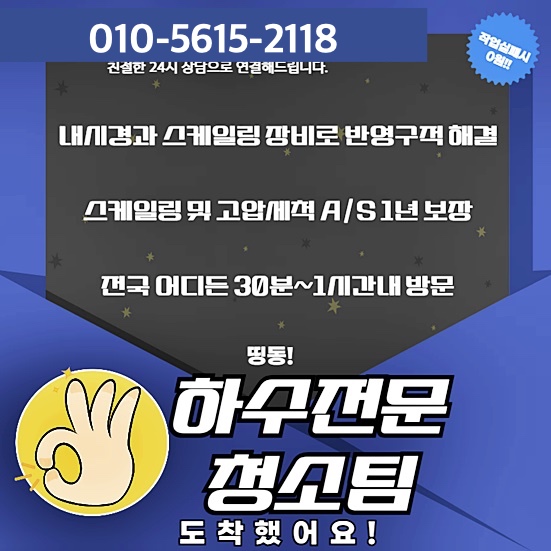 010-5615-2118
작업실패시
0원!!
친절한 24시 상담으로 연결해드립니다.
내시경과 스케일링 장비로 반영구적 해결
스케일링 및 고압세척 A/S 1년 보장
전국 어디든 30분~1시간내 방문
띵동!
하수전문
청소팀
도착했어요!